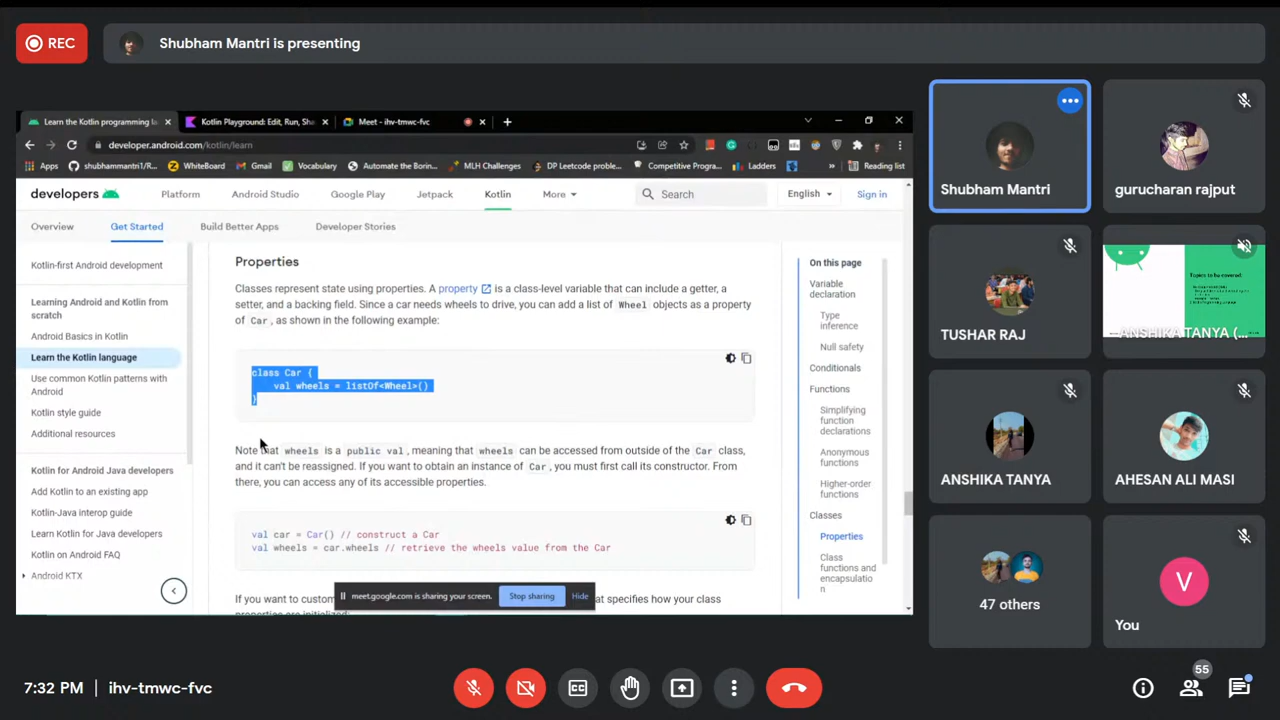 REC
Shubham Mantri is presenting
Learn the Kotlin programming la
Kotlin Playground: Edit, Run, Sha
Meet - ihv-tmwc-fvc
developer.android.com/kotlin/learn
Apps
shubhammantri1/R...
WhiteBoard
Gmail
Vocabulary
Automate the Borin...
MLH Challenges
DP Leetcode proble...
Competitive Progra...
Ladders
Reading list
developers
Platform
Android Studio
Google Play
Jetpack
Kotlin
More
Search
English
Sign in
Overview
Get Started
Build Better Apps
Developer Stories
Kotlin-first Android development
Learning Android and Kotlin from
scratch
Android Basics in Kotlin
Learn the Kotlin language
Use common Kotlin patterns with
Android
Kotlin style guide
Additional resources
Kotlin for Android Java developers
Add Kotlin to an existing app
Kotlin-Java interop guide
Learn Kotlin for Java developers
Kotlin on Android FAQ
Android KTX
Properties
Classes represent state using properties. A property is a class-level variable that can include a getter, a
setter, and a backing field. Since a car needs wheels to drive, you can add a list of Wheel objects as a property
of Car, as shown in the following example:
class Car {
val wheels = listOf<Wheel>()
}
Note that wheels is a public val, meaning that wheels can be accessed from outside of the Car class,
and it can't be reassigned. If you want to obtain an instance of Car, you must first call its constructor. From
there, you can access any of its accessible properties.
val car = Car() // construct a Car
val wheels = car.wheels // retrieve the wheels value from the Car
If you want to custom
at specifies how your class
properties are initialized:
meet.google.com is sharing your screen.
Stop sharing
Hide
On this page
Variable
declaration
Type
inference
Null safety
Conditionals
Functions
Simplifying
function
declarations
Anonymous
functions
Higher-order
functions
Classes
Properties
Class
functions and
encapsulatio
n
Shubham Mantri
gurucharan rajput
TUSHAR RAJ
Topics to be covered:
ANSHIKA TANYA (...
ANSHIKA TANYA
AHESAN ALI MASI
47 others
V
You
7:32 PM
ihv-tmwc-fvc
CC
55